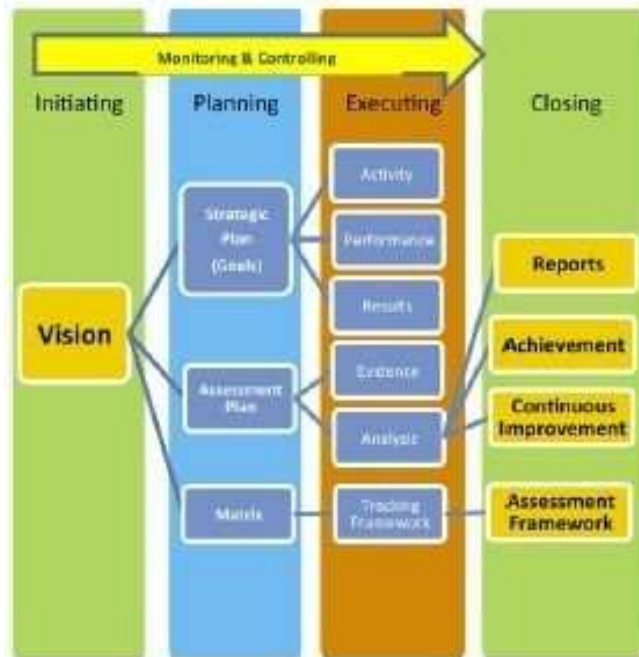 Monitoring & Controlling
Initiating
Planning
Executing
Closing
Vision
Strategic
Plan
(Goals)
Assessment
Plan
Matrix
Activity
Performance
Results
Evidence
Analysis
Tracking
Framework
Reports
Achievement
Continuous
Improvement
Assessment
Framework